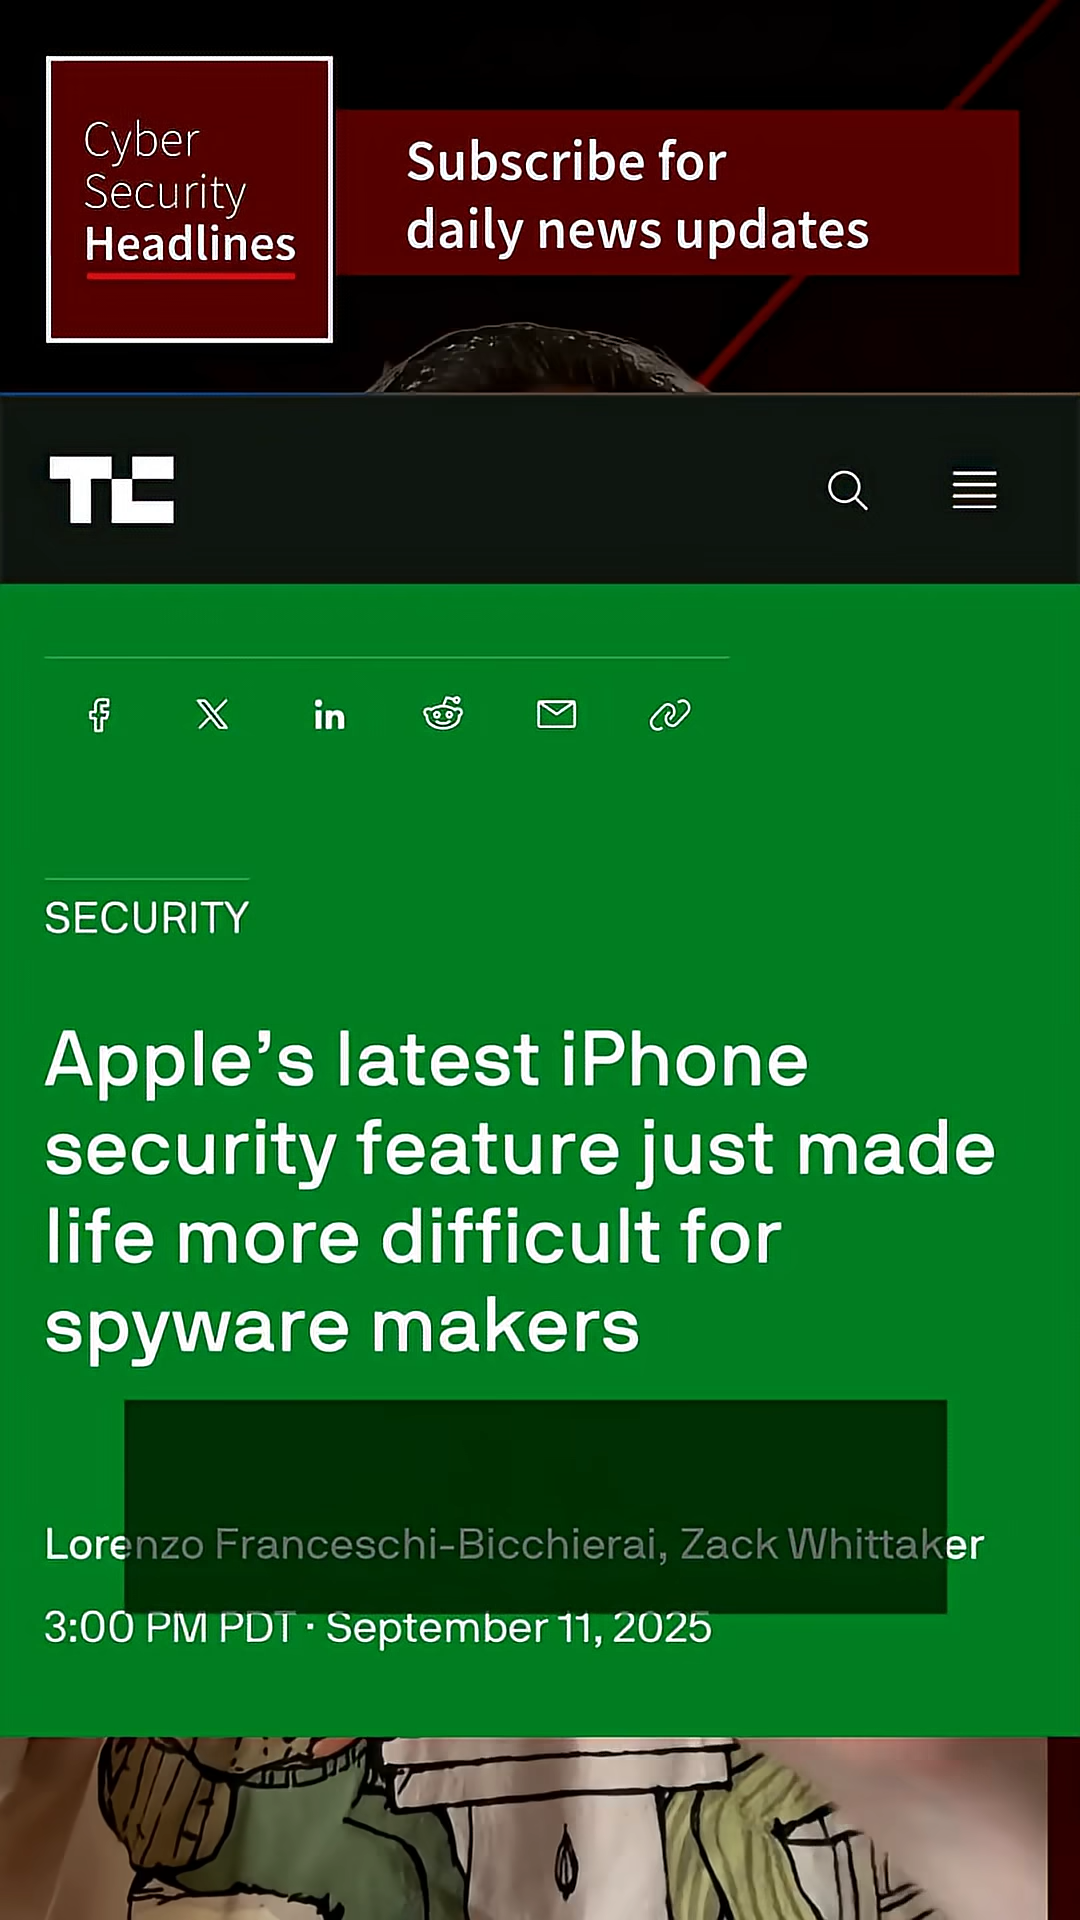 Cyber
Security
Headlines
Subscribe for
daily news updates
TC
SECURITY
Apple’s latest iPhone
security feature just made
life more difficult for
spyware makers
Lorenzo Franceschi-Bicchierai, Zack Whittaker
3:00 PM PDT · September 11, 2025